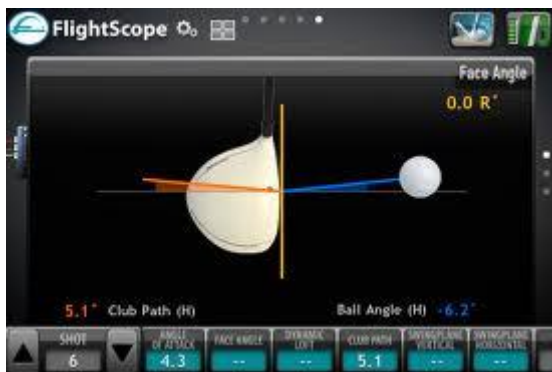 FlightScope
Face Angle
0.0 R°
5.1° Club Path (H)
Ball Angle (H) -6.2°
SHOT
6
ANGLE OF ATTACK
4.3
FACE ANGLE
--
DYNAMIC LOFT
--
CLUB PATH
5.1
SWINGPLANE VERTICAL
--
SWINGPLANE HORIZONTAL
--